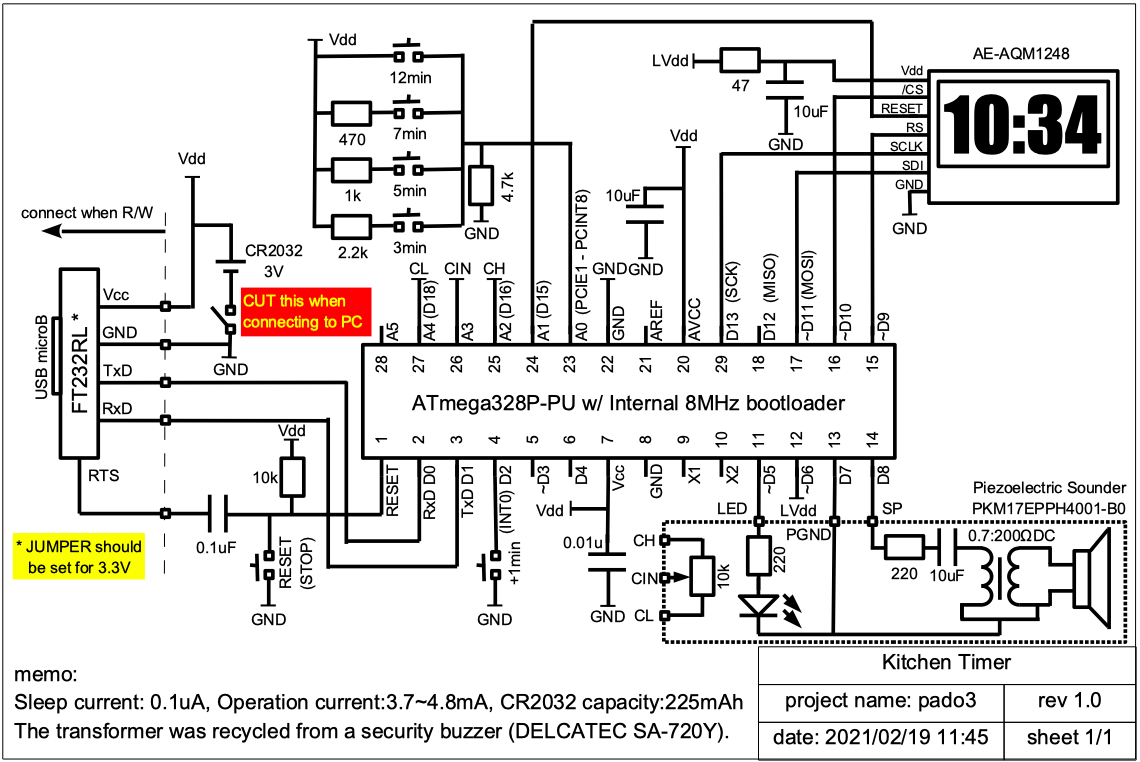 Vdd
12min
470
7min
1k
5min
2.2k
3min
4.7k
GND
LVdd
47
10uF
GND
AE-AQM1248
Vdd
/CS
RESET
RS
SCLK
SDI
GND
10:34
GND
Vdd
10uF
GND
Vdd
connect when R/W
CR2032
3V
CUT this when
connecting to PC
GND
USB microB
FT232RL *
Vcc
GND
TxD
RxD
RTS
* JUMPER should
be set for 3.3V
0.1uF
Vdd
10k
RESET
(STOP)
GND
CL
CIN
CH
GND
A5
A4 (D18)
A3
A2 (D16)
A1 (D15)
A0 (PCIE1 - PCINT8)
GND
AREF
AVCC
D13 (SCK)
D12 (MISO)
~D11 (MOSI)
~D10
~D9
28
27
26
25
24
23
22
21
20
29
18
17
16
15
ATmega328P-PU w/ Internal 8MHz bootloader
1
2
3
4
5
6
7
8
9
10
11
12
13
14
RESET
RxD D0
TxD D1
(INT0) D2
~D3
D4
Vcc
GND
X1
X2
~D5
~D6
D7
D8
+1min
GND
Vdd
0.01u
GND
LED
LVdd
PGND
SP
CH
CIN
CL
10k
220
220
10uF
Piezoelectric Sounder
PKM17EPPH4001-B0
0.7:200ΩDC
memo:
Sleep current: 0.1uA, Operation current:3.7~4.8mA, CR2032 capacity:225mAh
The transformer was recycled from a security buzzer (DELCATEC SA-720Y).
Kitchen Timer
project name: pado3
rev 1.0
date: 2021/02/19 11:45
sheet 1/1